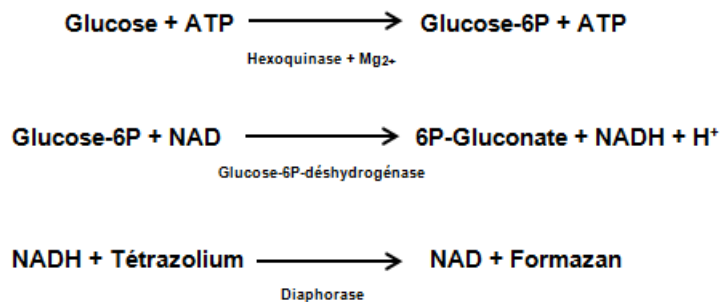 Glucose + ATP Glucose-6P + ATP
Hexoquinase + Mg2+
Glucose-6P + NAD 6P-Gluconate + NADH + H+
Glucose-6P-déshydrogénase
NADH + Tétrazolium NAD + Formazan
Diaphorase